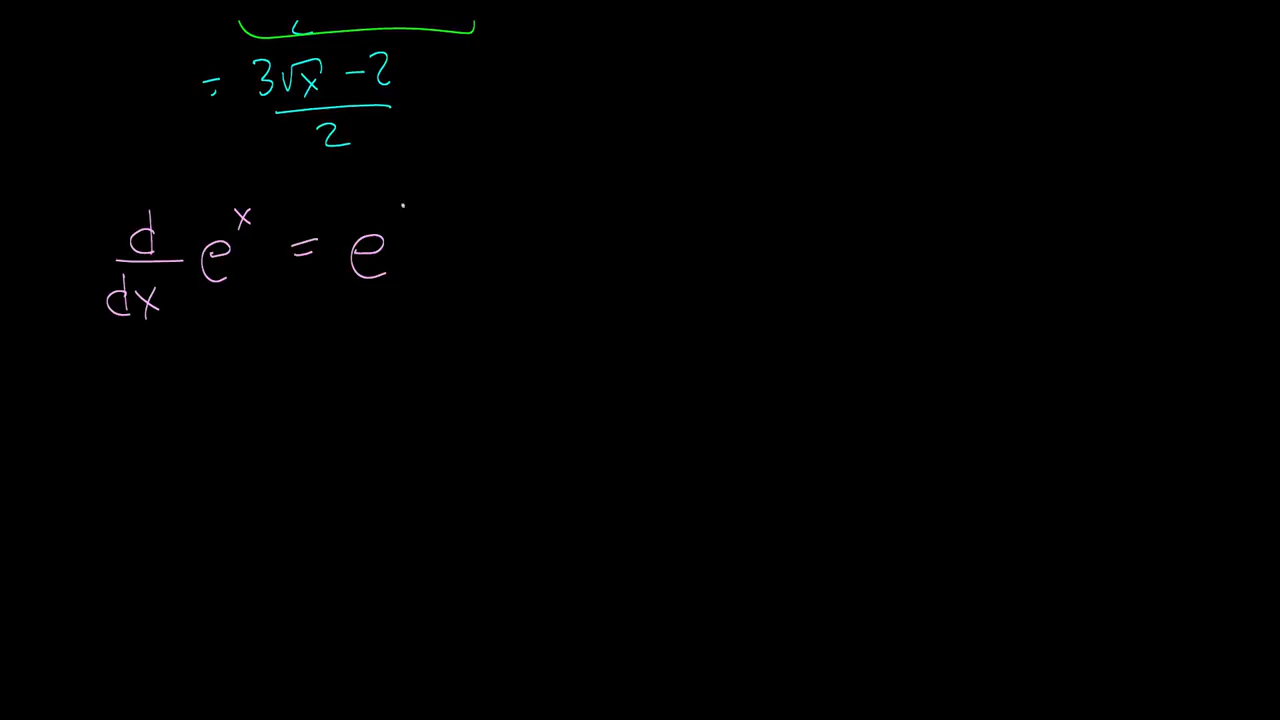 = (3√x - 2)/2
d/dx e^x = e